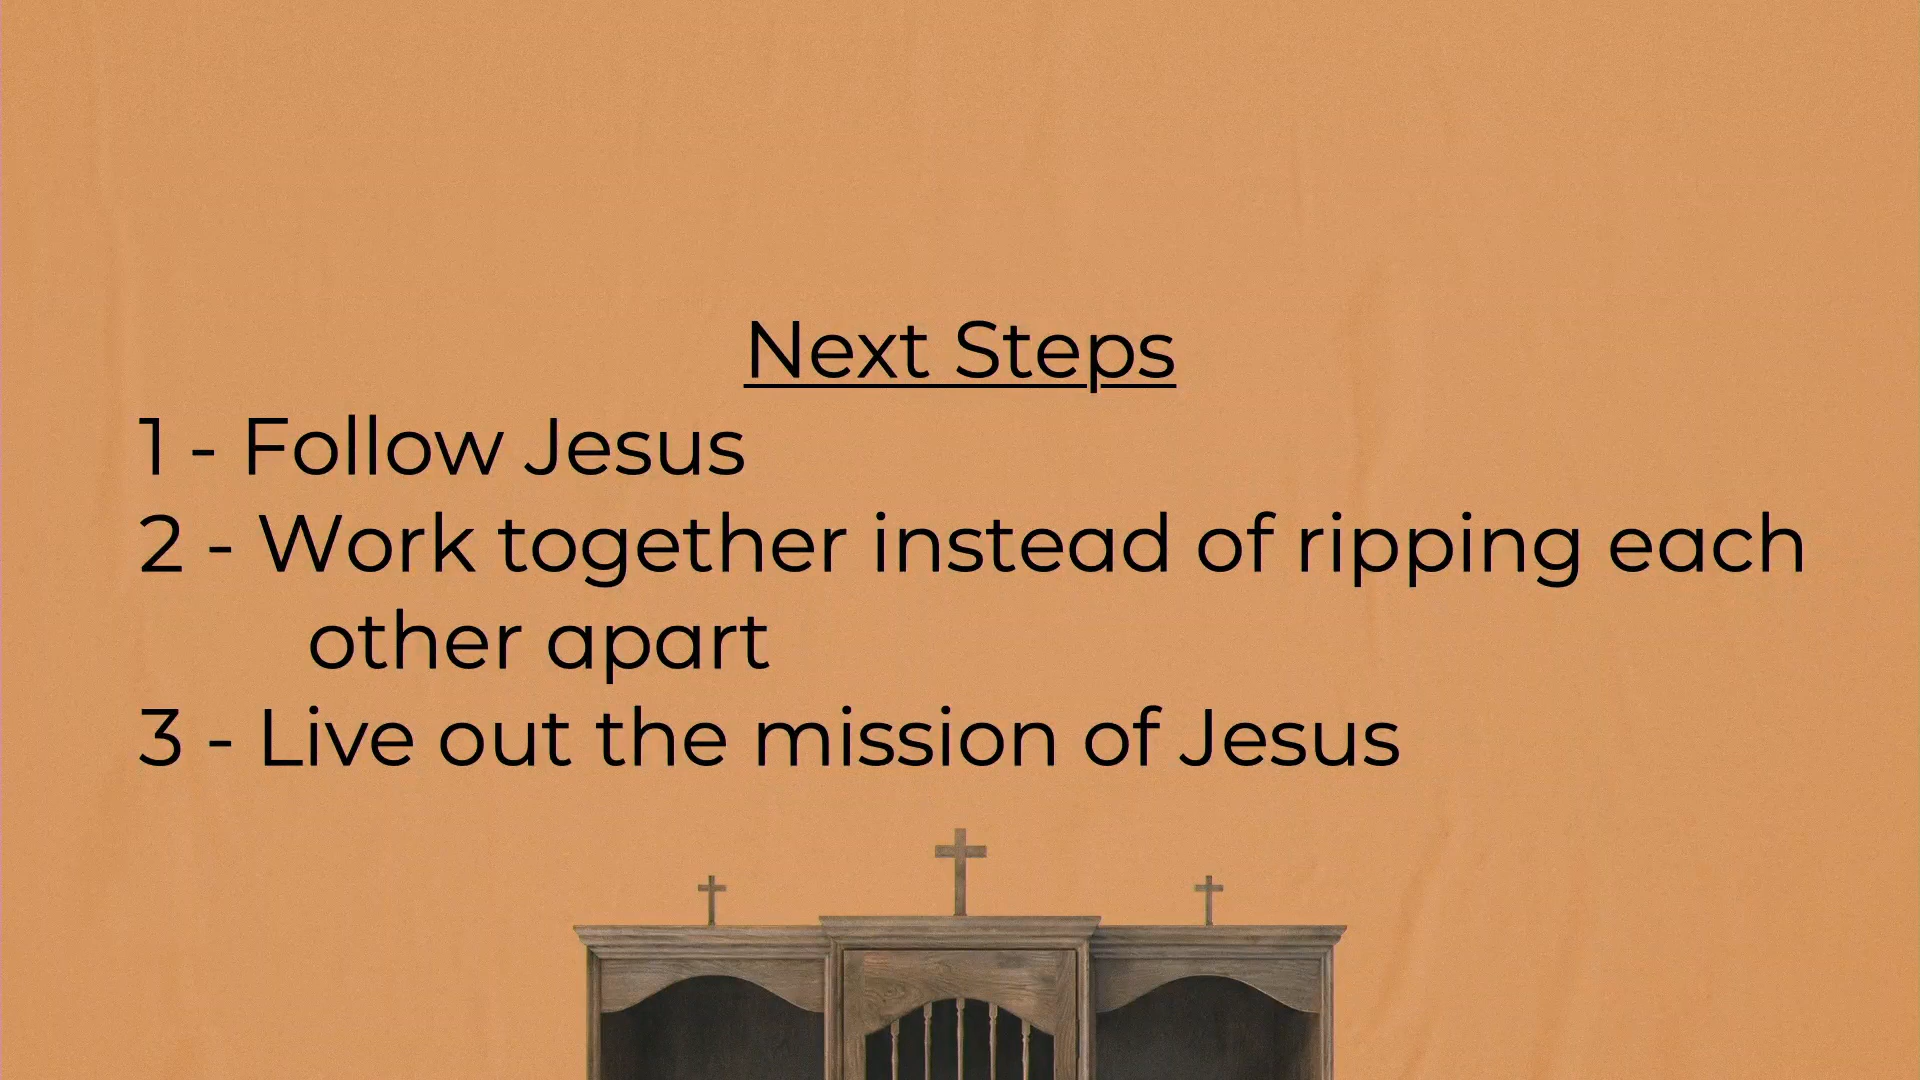 Next Steps
1 - Follow Jesus
2 - Work together instead of ripping each
other apart
3 - Live out the mission of Jesus